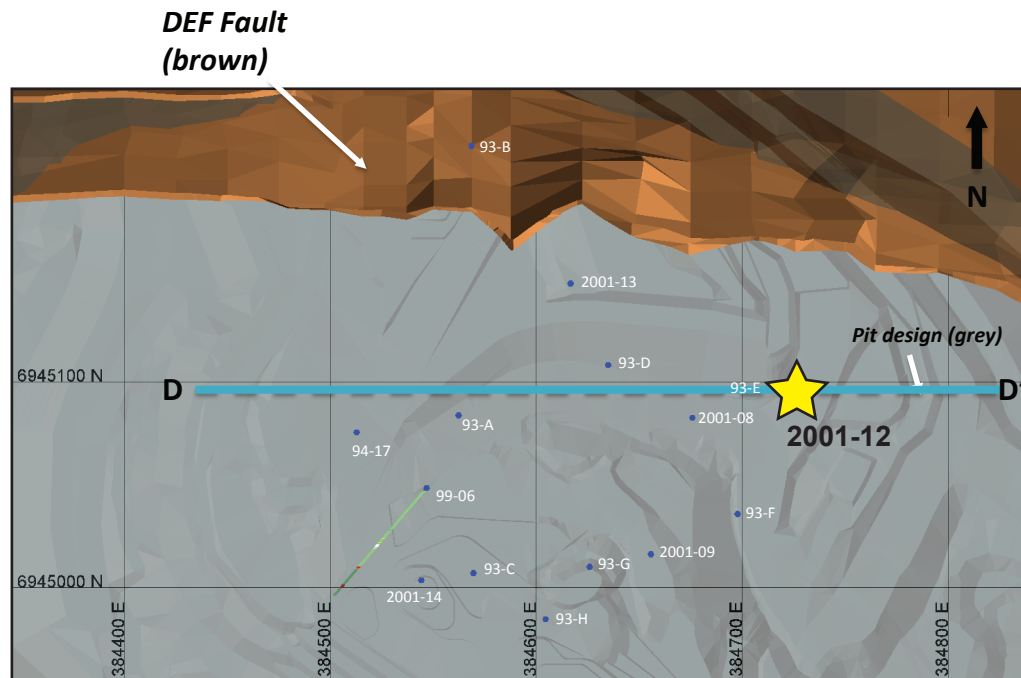 DEF Fault
(brown)
93-B
N
2001-13
Pit design (grey)
93-D
6945100 N
D
93-E
D'
93-A
2001-08
2001-12
94-17
99-06
93-F
2001-09
93-C
93-G
6945000 N
2001-14
93-H
384400 E
384500 E
384600 E
384700 E
384800 E